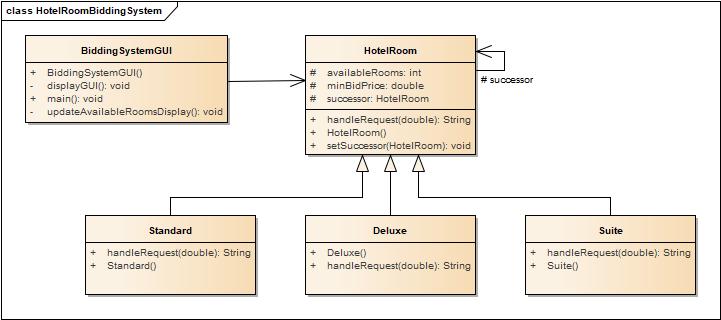 class HotelRoomBiddingSystem
BiddingSystemGUI
+ BiddingSystemGUI()
- displayGUI(): void
+ main(): void
- updateAvailableRoomsDisplay(): void
HotelRoom
# availableRooms: int
# minBidPrice: double
# successor: HotelRoom
+ handleRequest(double): String
+ HotelRoom()
+ setSuccessor(HotelRoom): void
# successor
Standard
+ handleRequest(double): String
+ Standard()
Deluxe
+ Deluxe()
+ handleRequest(double): String
Suite
+ handleRequest(double): String
+ Suite()